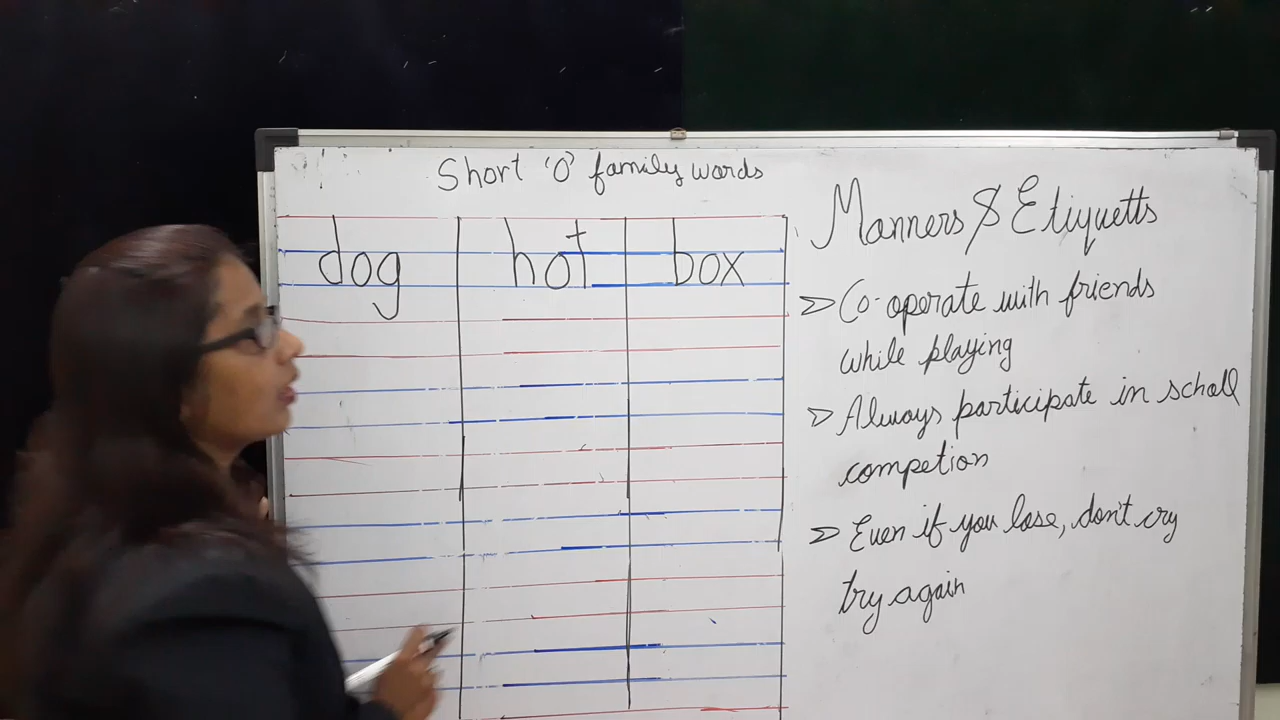 Short 'O' family words
dog hot box
Manners & Etiquetts
Co-operate with friends
while playing
Always participate in scholl
competion
Even if you lose, don't cry
try again